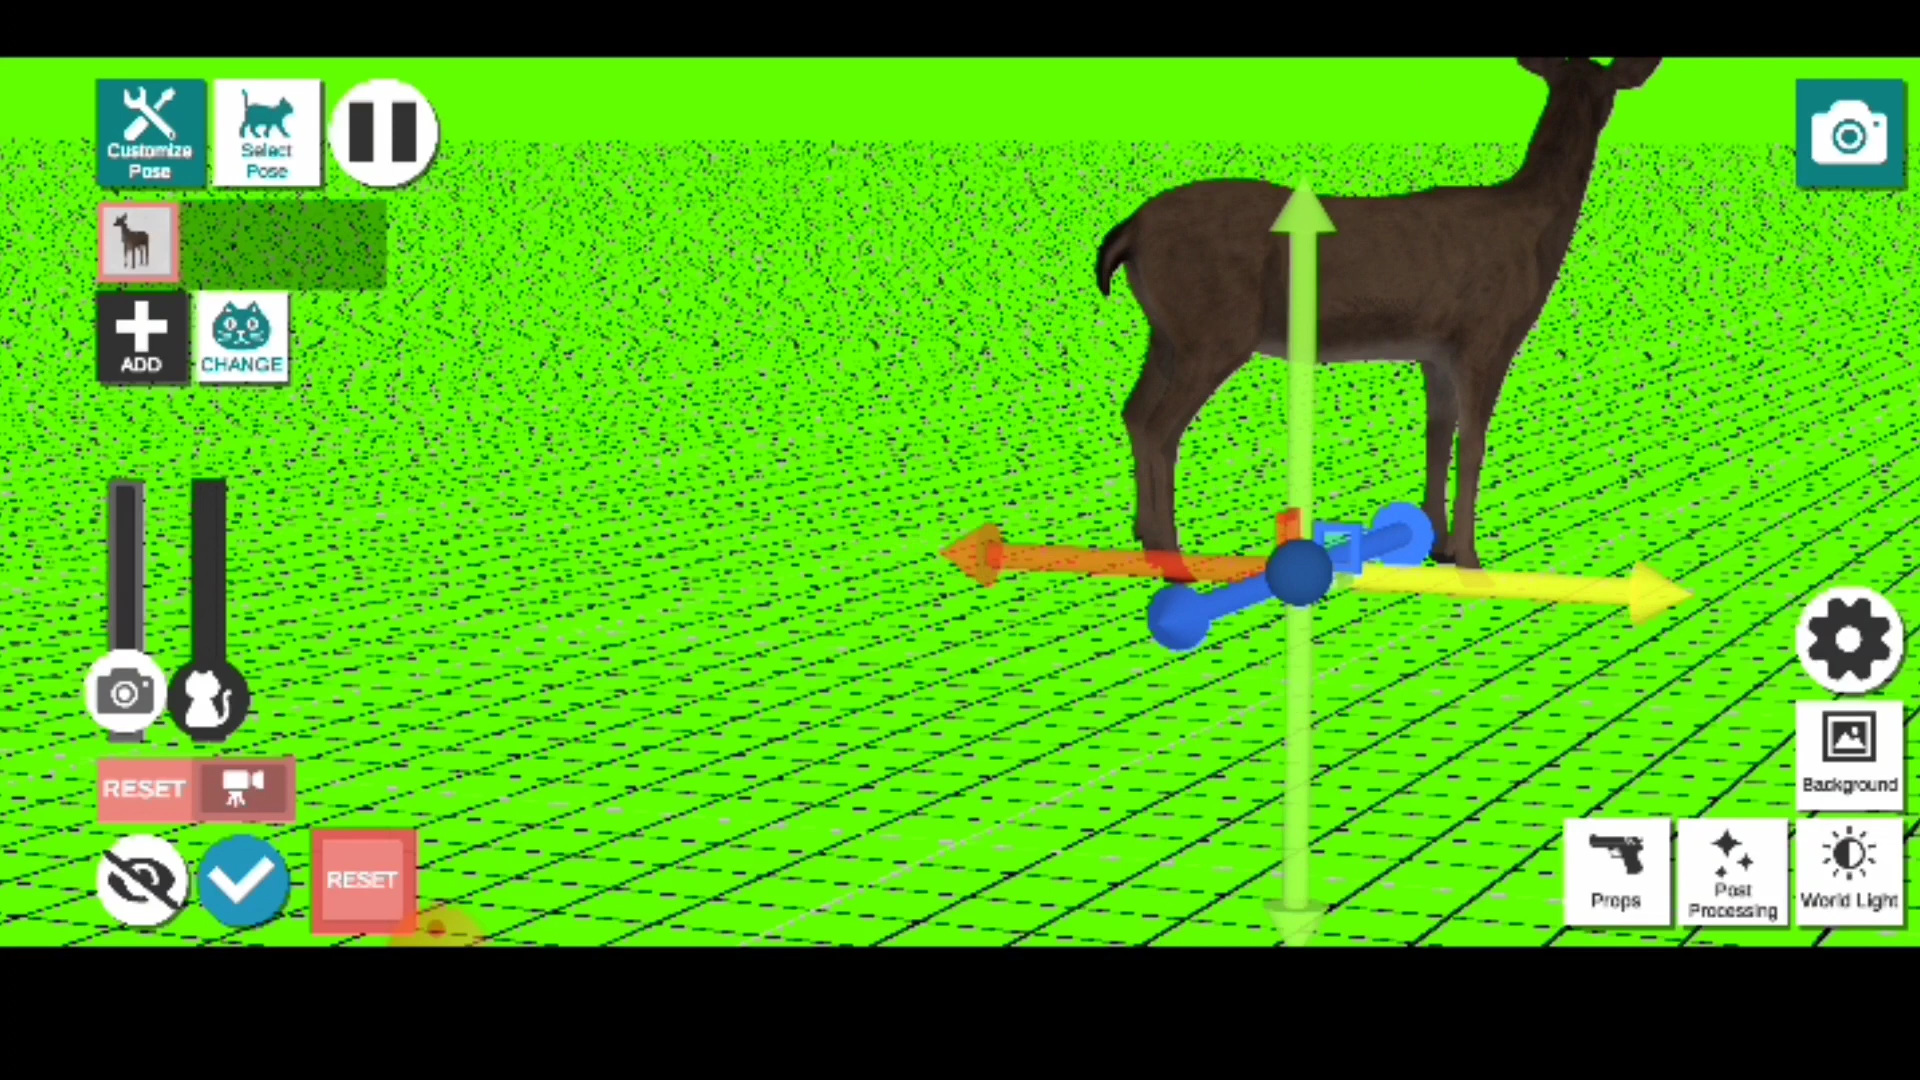 Customize
Pose
Select
Pose
ADD
CHANGE
RESET
RESET
Background
Props
Post
Processing
World Light